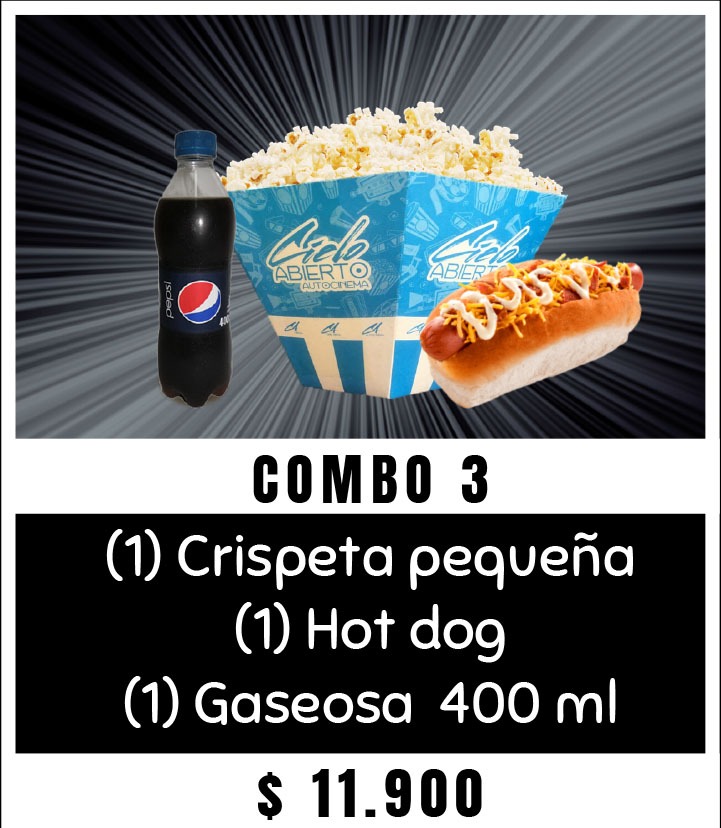 pepsi
400
Cielo
ABIERTO
AUTOCINEMA
Cielo
ABIERT
COMBO 3
(1) Crispeta pequeña
(1) Hot dog
(1) Gaseosa 400 ml
$ 11.900